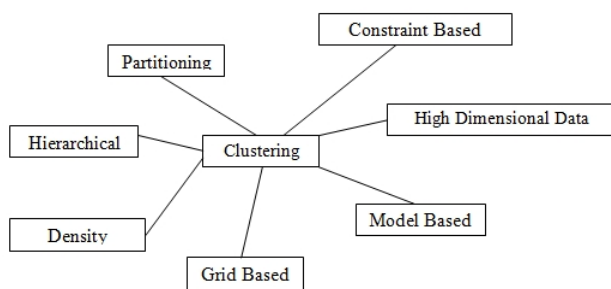 Constraint Based
Partitioning
High Dimensional Data
Hierarchical
Clustering
Model Based
Density
Grid Based